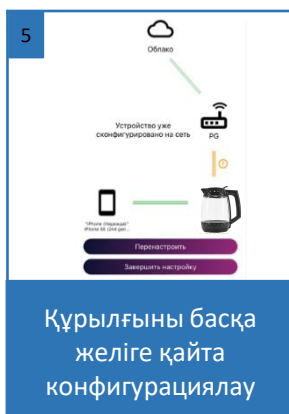 5
Облако
Устройство уже
сконфигурировано на сеть
PG
Перенастроить
Завершить настройку
Құрылғыны басқа
желіге қайта
конфигурациялау